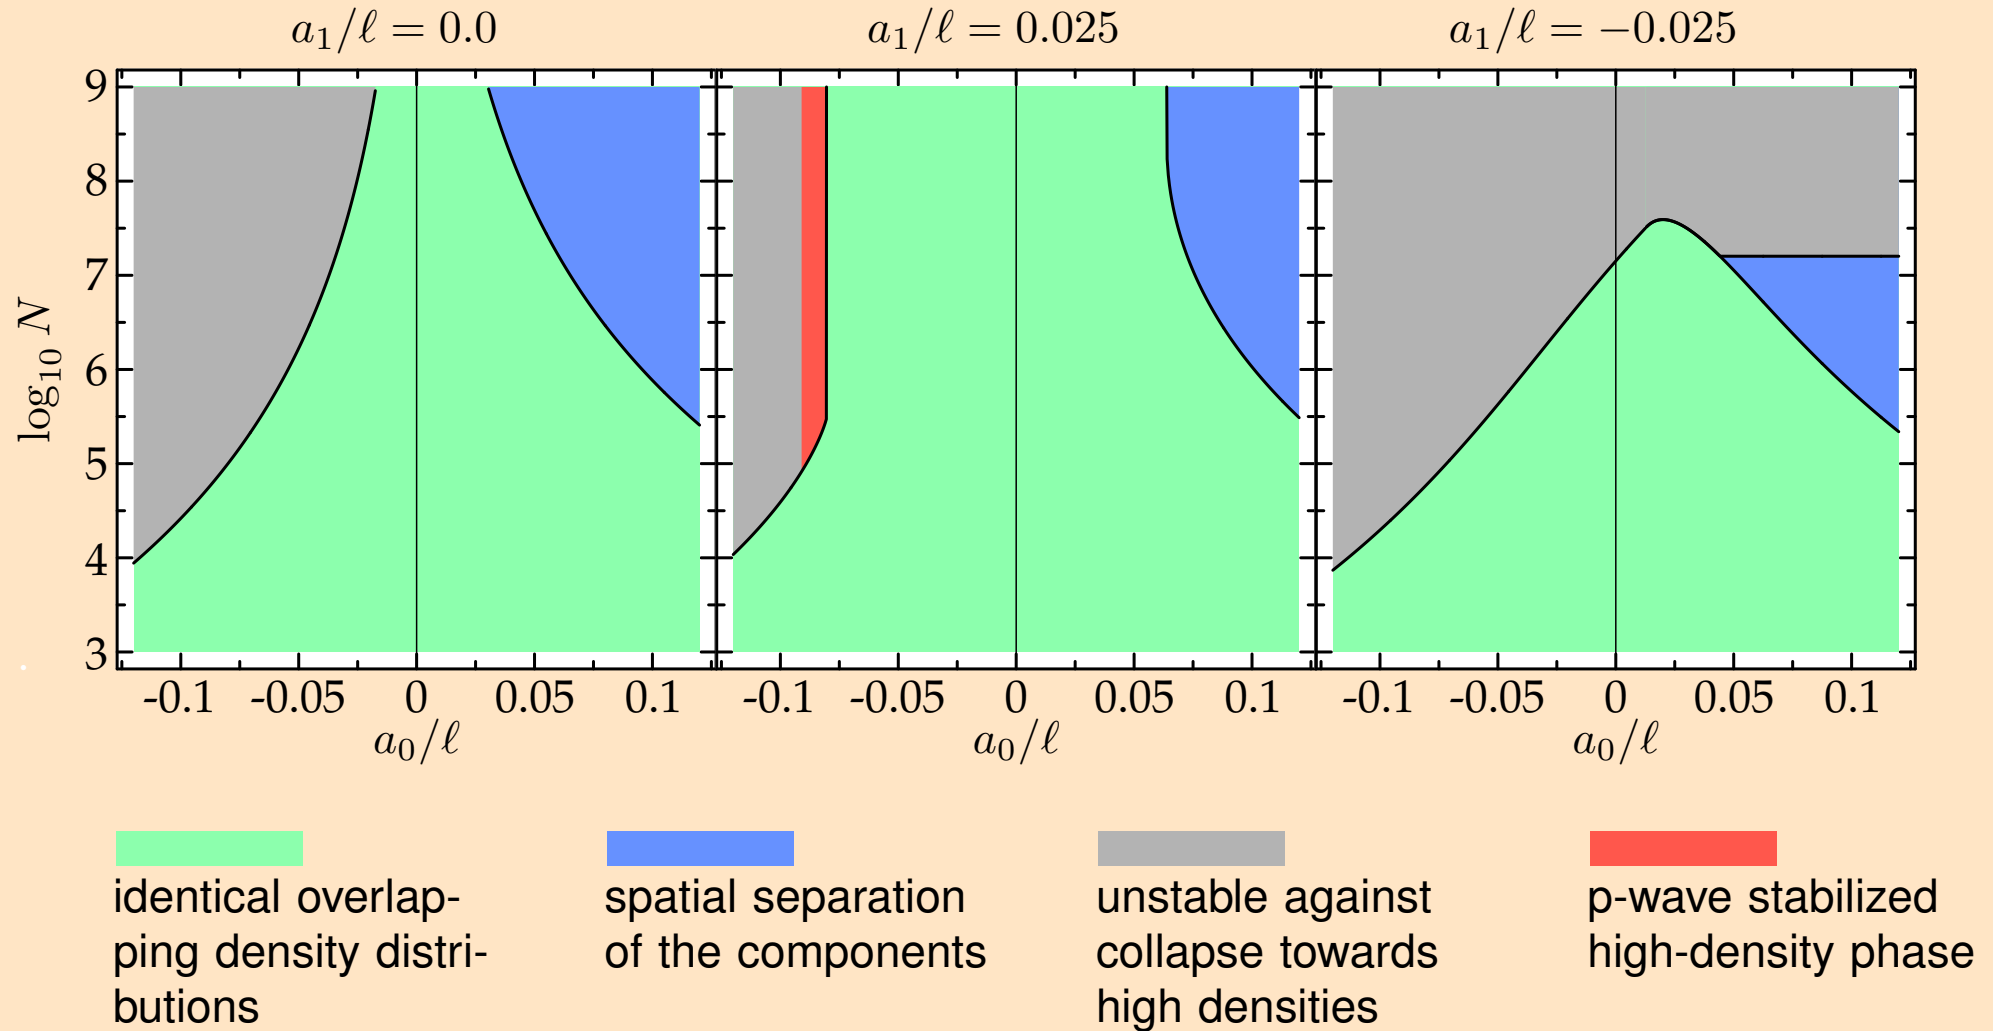 a₁/ℓ = 0.0
a₁/ℓ = 0.025
a₁/ℓ = −0.025
log₁₀ N
9
8
7
6
5
4
3
-0.1 -0.05 0 0.05 0.1
-0.1 -0.05 0 0.05 0.1
-0.1 -0.05 0 0.05 0.1
a₀/ℓ
a₀/ℓ
a₀/ℓ
identical overlap-
ping density distri-
butions
spatial separation
of the components
unstable against
collapse towards
high densities
p-wave stabilized
high-density phase